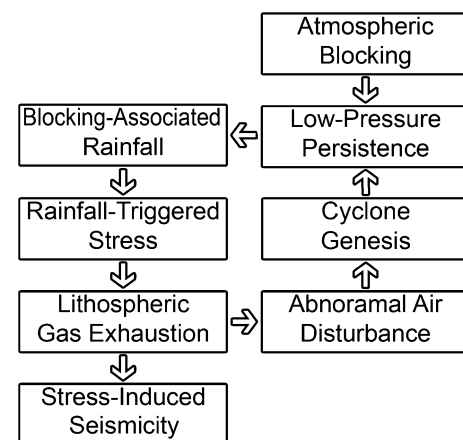 Atmospheric
Blocking
Blocking-Associated
Rainfall
Low-Pressure
Persistence
Rainfall-Triggered
Stress
Cyclone
Genesis
Lithospheric
Gas Exhaustion
Abnoramal Air
Disturbance
Stress-Induced
Seismicity